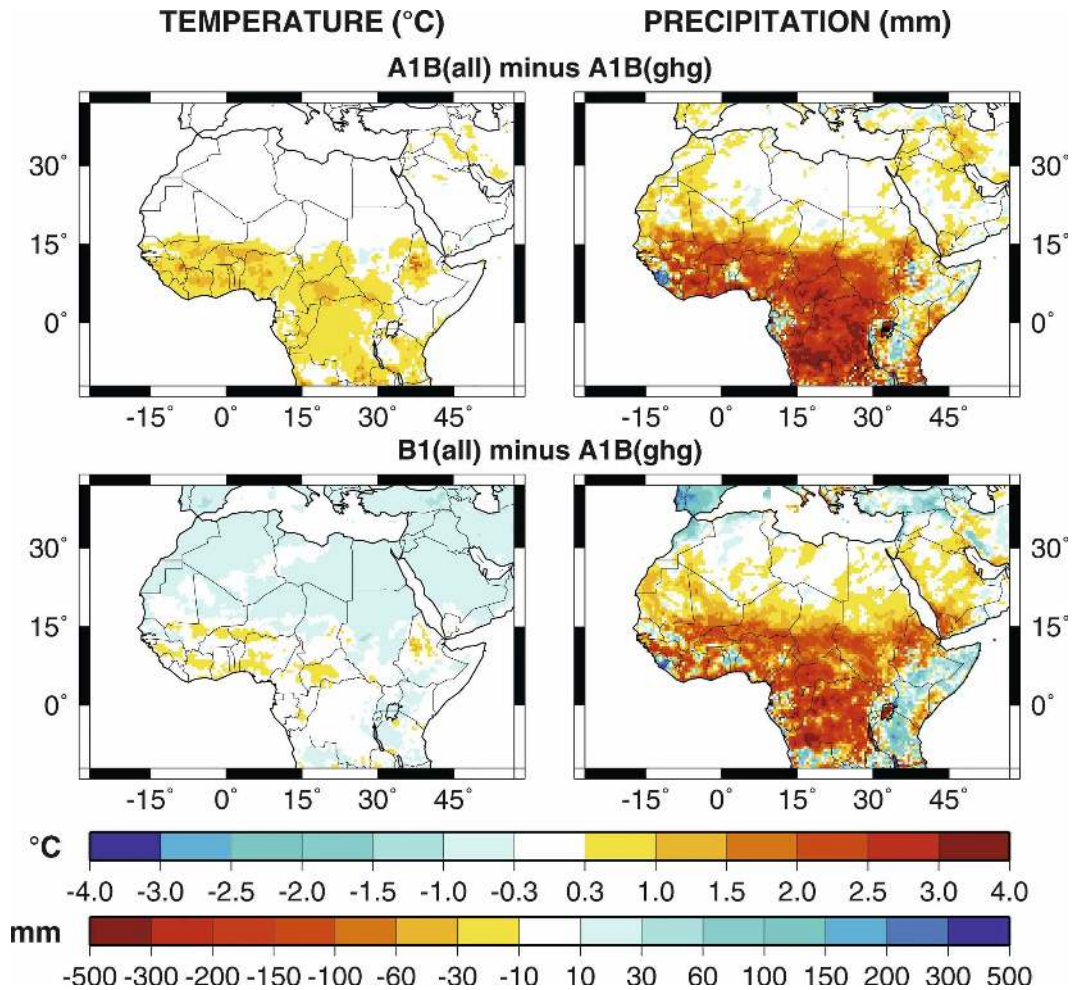 TEMPERATURE (°C) PRECIPITATION (mm)
A1B(all) minus A1B(ghg)
30° 30°
15° 15°
0° 0°
-15° 0° 15° 30° 45° -15° 0° 15° 30° 45°
B1(all) minus A1B(ghg)
30° 30°
15° 15°
0° 0°
-15° 0° 15° 30° 45° -15° 0° 15° 30° 45°
°C
-4.0 -3.0 -2.5 -2.0 -1.5 -1.0 -0.3 0.3 1.0 1.5 2.0 2.5 3.0 4.0
mm
-500 -300 -200 -150 -100 -60 -30 -10 10 30 60 100 150 200 300 500